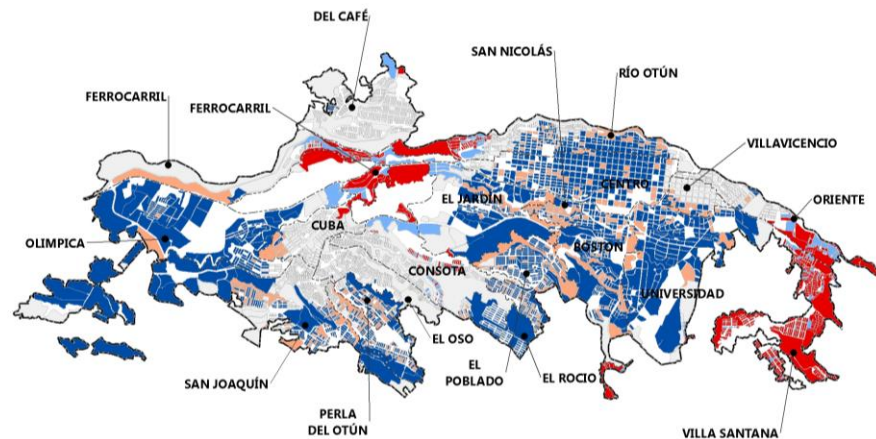 DEL CAFÉ
SAN NICOLÁS
RÍO OTÚN
FERROCARRIL
FERROCARRIL
VILLAVICENCIO
CENTRO
EL JARDÍN
ORIENTE
CUBA
OLIMPICA
BOSTON
CONSOTA
UNIVERSIDAD
EL OSO
SAN JOAQUÍN
EL
POBLADO
EL ROCIO
PERLA
DEL OTÚN
VILLA SANTANA